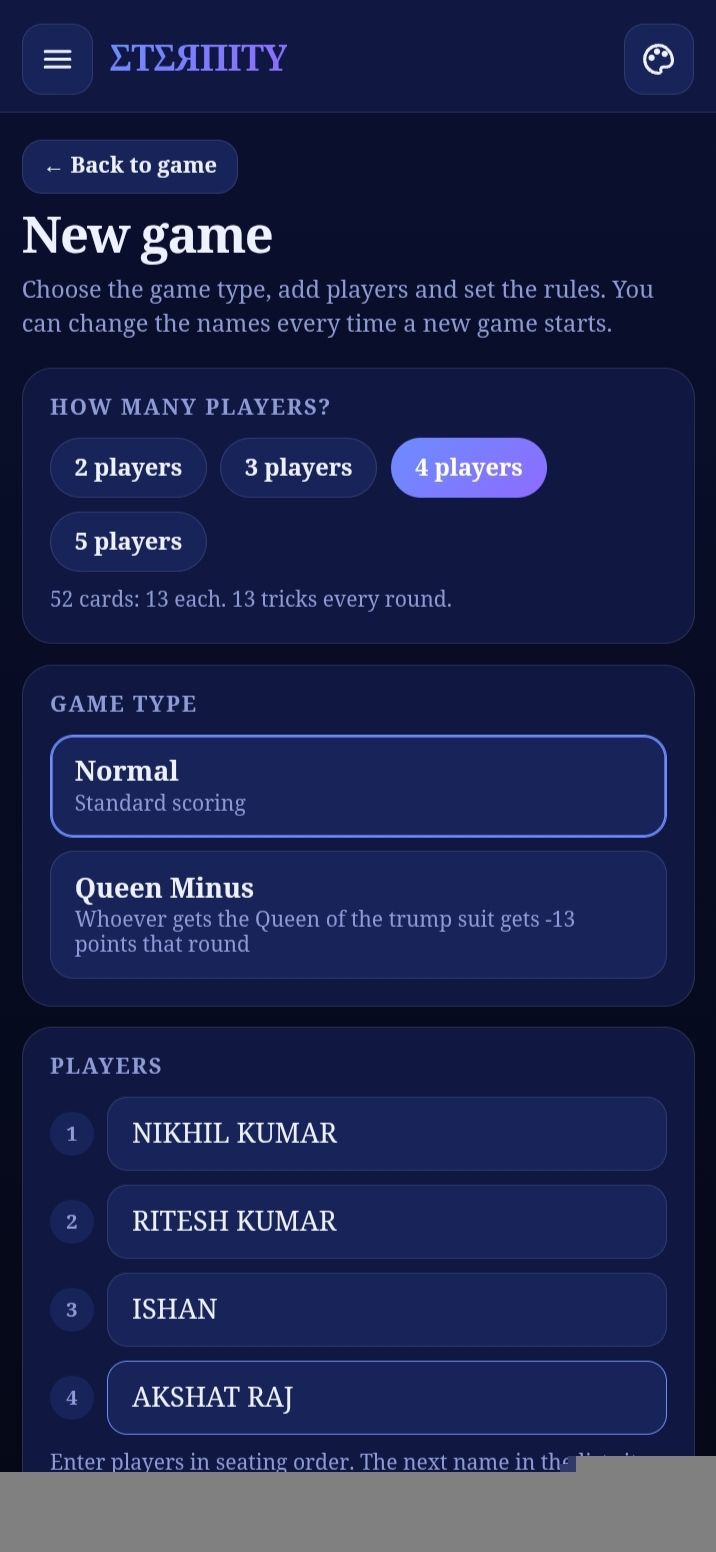 ΣTΣЯПITY
← Back to game
New game
Choose the game type, add players and set the rules. You
can change the names every time a new game starts.
HOW MANY PLAYERS?
2 players
3 players
4 players
5 players
52 cards: 13 each. 13 tricks every round.
GAME TYPE
Normal
Standard scoring
Queen Minus
Whoever gets the Queen of the trump suit gets -13
points that round
PLAYERS
1 NIKHIL KUMAR
2 RITESH KUMAR
3 ISHAN
4 AKSHAT RAJ
Enter players in seating order. The next name in the